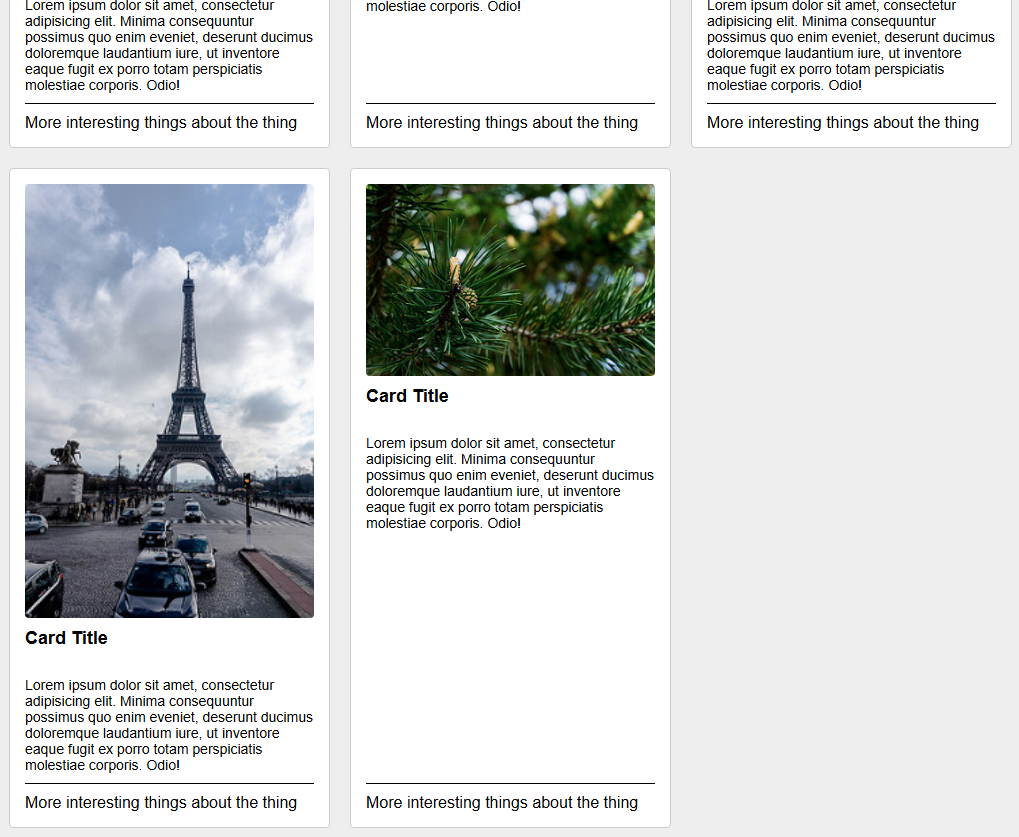 Lorem ipsum dolor sit amet, consectetur
adipisicing elit. Minima consequuntur
possimus quo enim eveniet, deserunt ducimus
doloremque laudantium iure, ut inventore
eaque fugit ex porro totam perspiciatis
molestiae corporis. Odio!
More interesting things about the thing
molestiae corporis. Odio!
More interesting things about the thing
Lorem ipsum dolor sit amet, consectetur
adipisicing elit. Minima consequuntur
possimus quo enim eveniet, deserunt ducimus
doloremque laudantium iure, ut inventore
eaque fugit ex porro totam perspiciatis
molestiae corporis. Odio!
More interesting things about the thing
Card Title
Lorem ipsum dolor sit amet, consectetur
adipisicing elit. Minima consequuntur
possimus quo enim eveniet, deserunt ducimus
doloremque laudantium iure, ut inventore
eaque fugit ex porro totam perspiciatis
molestiae corporis. Odio!
More interesting things about the thing
Card Title
Lorem ipsum dolor sit amet, consectetur
adipisicing elit. Minima consequuntur
possimus quo enim eveniet, deserunt ducimus
doloremque laudantium iure, ut inventore
eaque fugit ex porro totam perspiciatis
molestiae corporis. Odio!
More interesting things about the thing